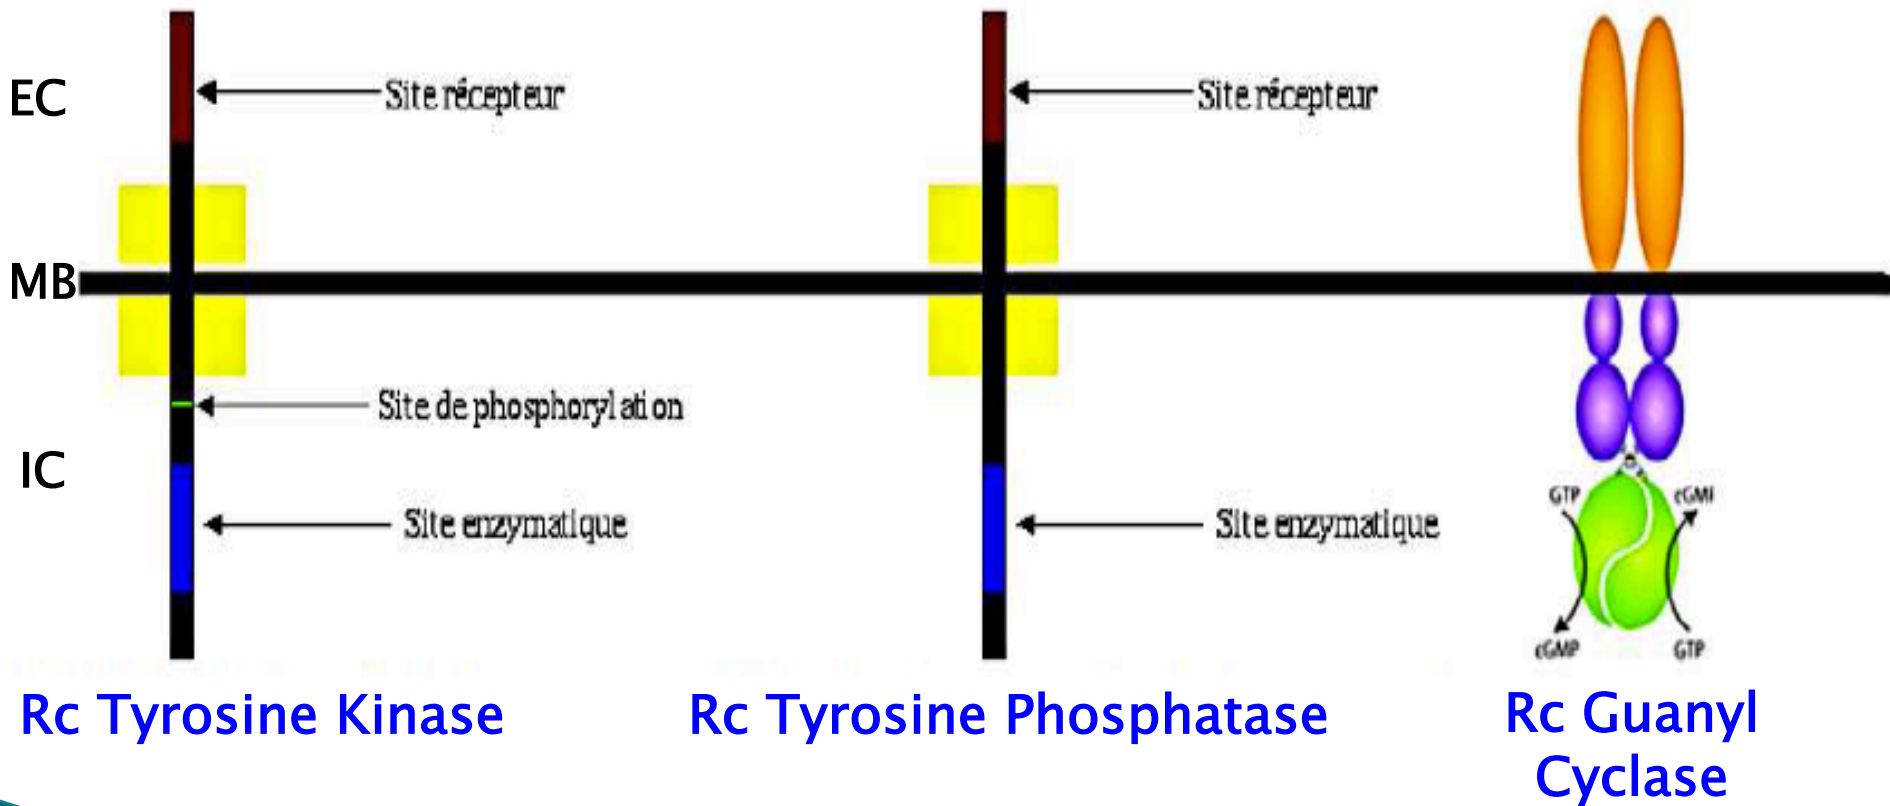 EC
Site récepteur
Site récepteur
MB
Site de phosphorylation
IC
GTP
cGMP
Site enzymatique
Site enzymatique
cGMP
GTP
Rc Tyrosine Kinase
Rc Tyrosine Phosphatase
Rc Guanyl
Cyclase